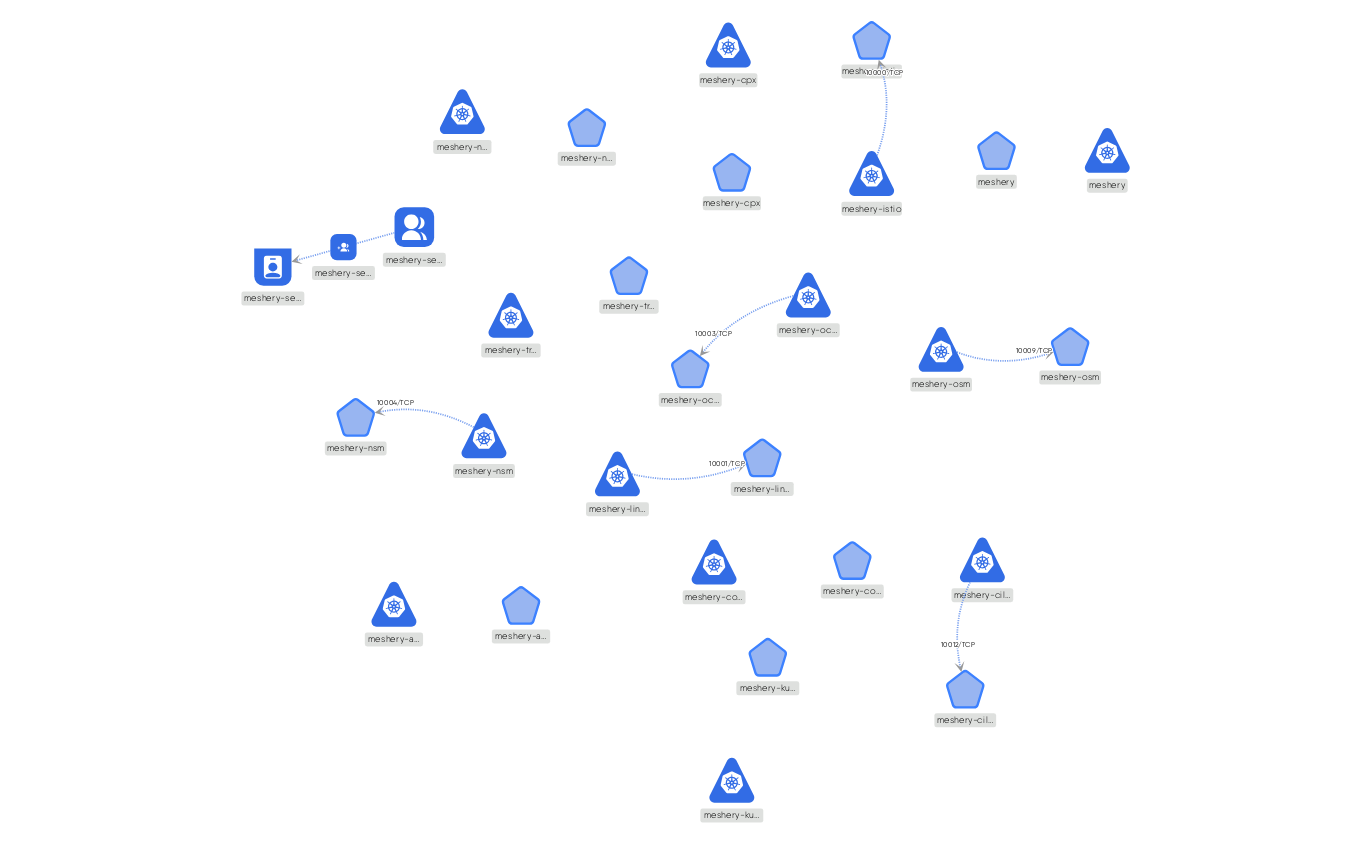 meshery-cpx
10000/TCP
meshery-n...
meshery-n...
meshery
meshery
meshery-cpx
meshery-istio
meshery-se...
meshery-se...
meshery-se...
meshery-tr..
meshery-oc...
10003/TCP
meshery-tr...
10009/TCP
meshery-osm
meshery-osm
meshery-oc...
10004/TCP
meshery-nsm
meshery-nsm
10001/TCP
meshery-lin..
meshery-lin..
meshery-co...
meshery-co...
meshery-cil...
meshery-a...
meshery-a...
10012/TCP
meshery-ku...
meshery-cil...
meshery-ku...